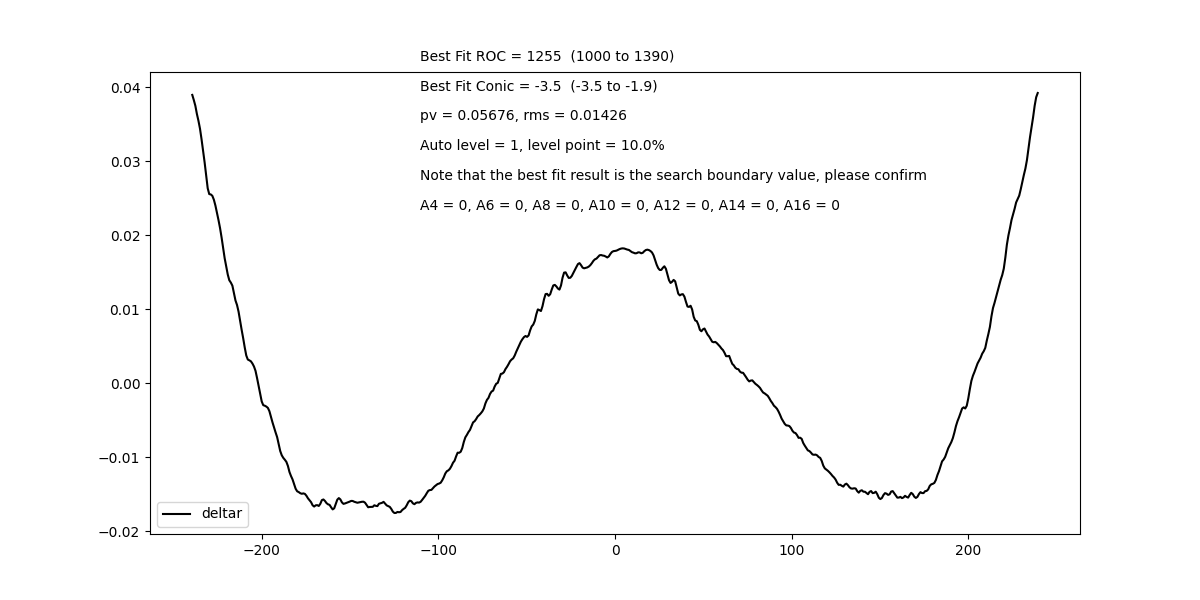 Best Fit ROC = 1255  (1000 to 1390)
Best Fit Conic = -3.5  (-3.5 to -1.9)
pv = 0.05676, rms = 0.01426
Auto level = 1, level point = 10.0%
Note that the best fit result is the search boundary value, please confirm
A4 = 0, A6 = 0, A8 = 0, A10 = 0, A12 = 0, A14 = 0, A16 = 0
0.04
0.03
0.02
0.01
0.00
−0.01
−0.02
deltar
−200
−100
0
100
200